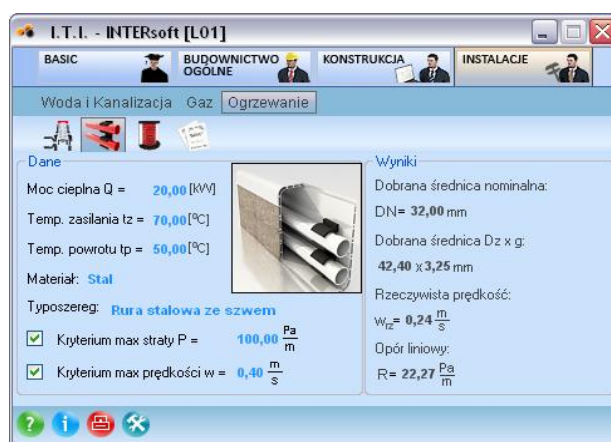 I.T.I. - INTERsoft [L01]
BASIC
BUDOWNICTWO OGÓLNE
KONSTRUKCJA
INSTALACJE
Woda i Kanalizacja Gaz Ogrzewanie
Dane
Moc cieplna Q = 20,00 [kW]
Temp. zasilania tz = 70,00 [ºC]
Temp. powrotu tp = 50,00 [ºC]
Materiał: Stal
Typoszereg: Rura stalowa ze szwem
Kryterium max straty P = 100,00 Pa/m
Kryterium max prędkości w = 0,40 m/s
Wyniki
Dobrana średnica nominalna:
DN= 32,00 mm
Dobrana średnica Dz x g:
42,40 x 3,25 mm
Rzeczywista prędkość:
wrz= 0,24 m/s
Opór liniowy:
R= 22,27 Pa/m